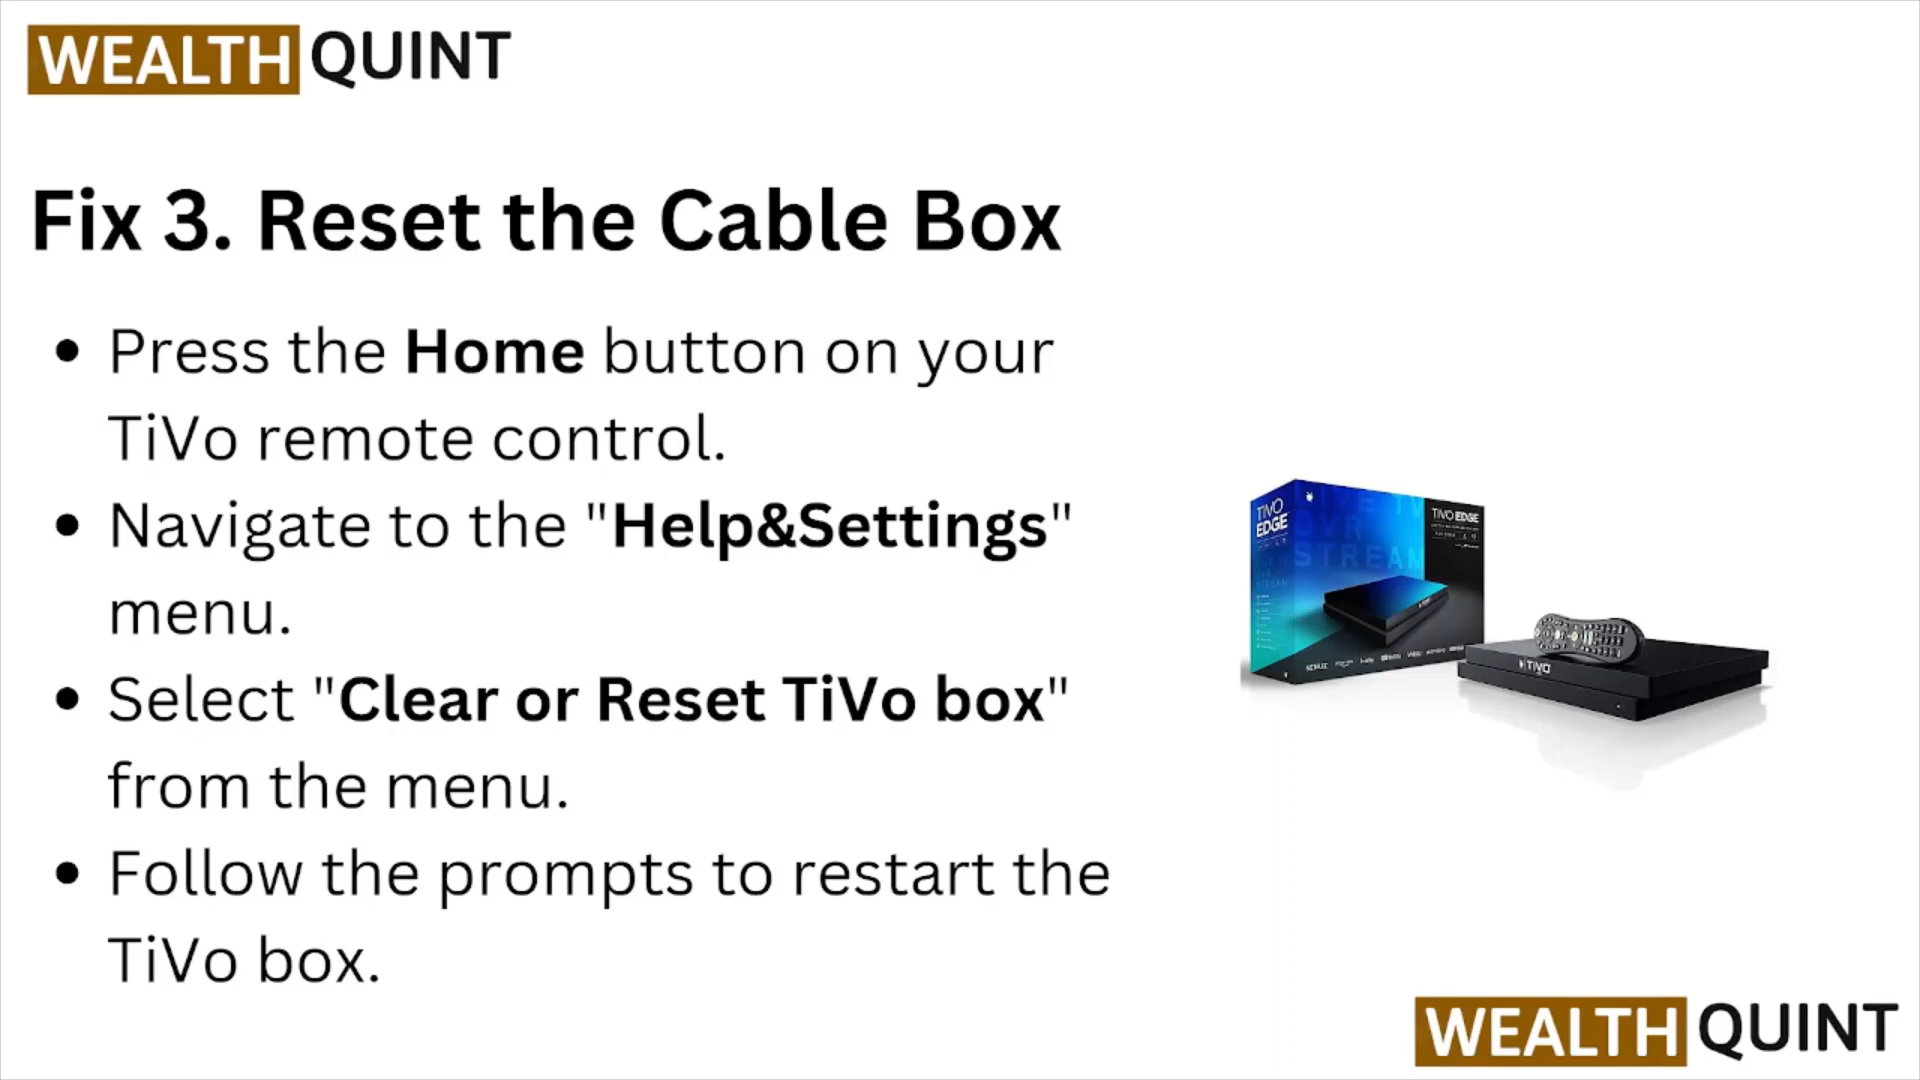 WEALTH QUINT
Fix 3. Reset the Cable Box
• Press the Home button on your
TiVo remote control.
• Navigate to the "Help&Settings"
menu.
• Select "Clear or Reset TiVo box"
from the menu.
• Follow the prompts to restart the
TiVo box.
TIVO
EDGE
TIVO EDGE
STREAM
TIVO
WEALTH QUINT